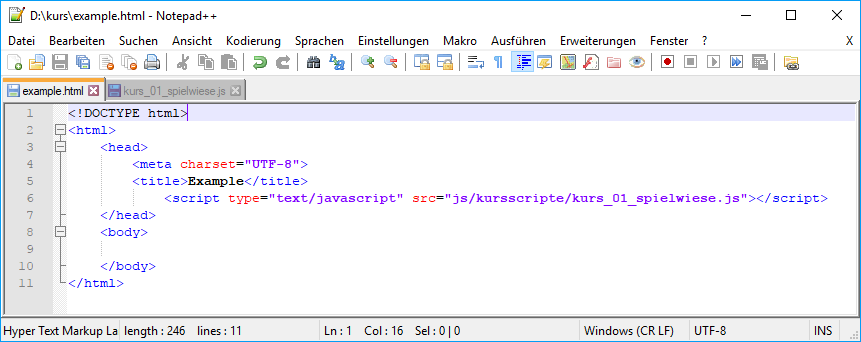 D:\kurs\example.html - Notepad++
Datei Bearbeiten Suchen Ansicht Kodierung Sprachen Einstellungen Makro Ausführen Erweiterungen Fenster ? X
example.html kurs_01_spielwiese.js
1 <!DOCTYPE html>
2 <html>
3 <head>
4 <meta charset="UTF-8">
5 <title>Example</title>
6 <script type="text/javascript" src="js/kursscripte/kurs_01_spielwiese.js"></script>
7 </head>
8 <body>
9
10 </body>
11 </html>
Hyper Text Markup La length : 246 lines : 11 Ln : 1 Col : 16 Sel : 0 | 0 Windows (CR LF) UTF-8 INS